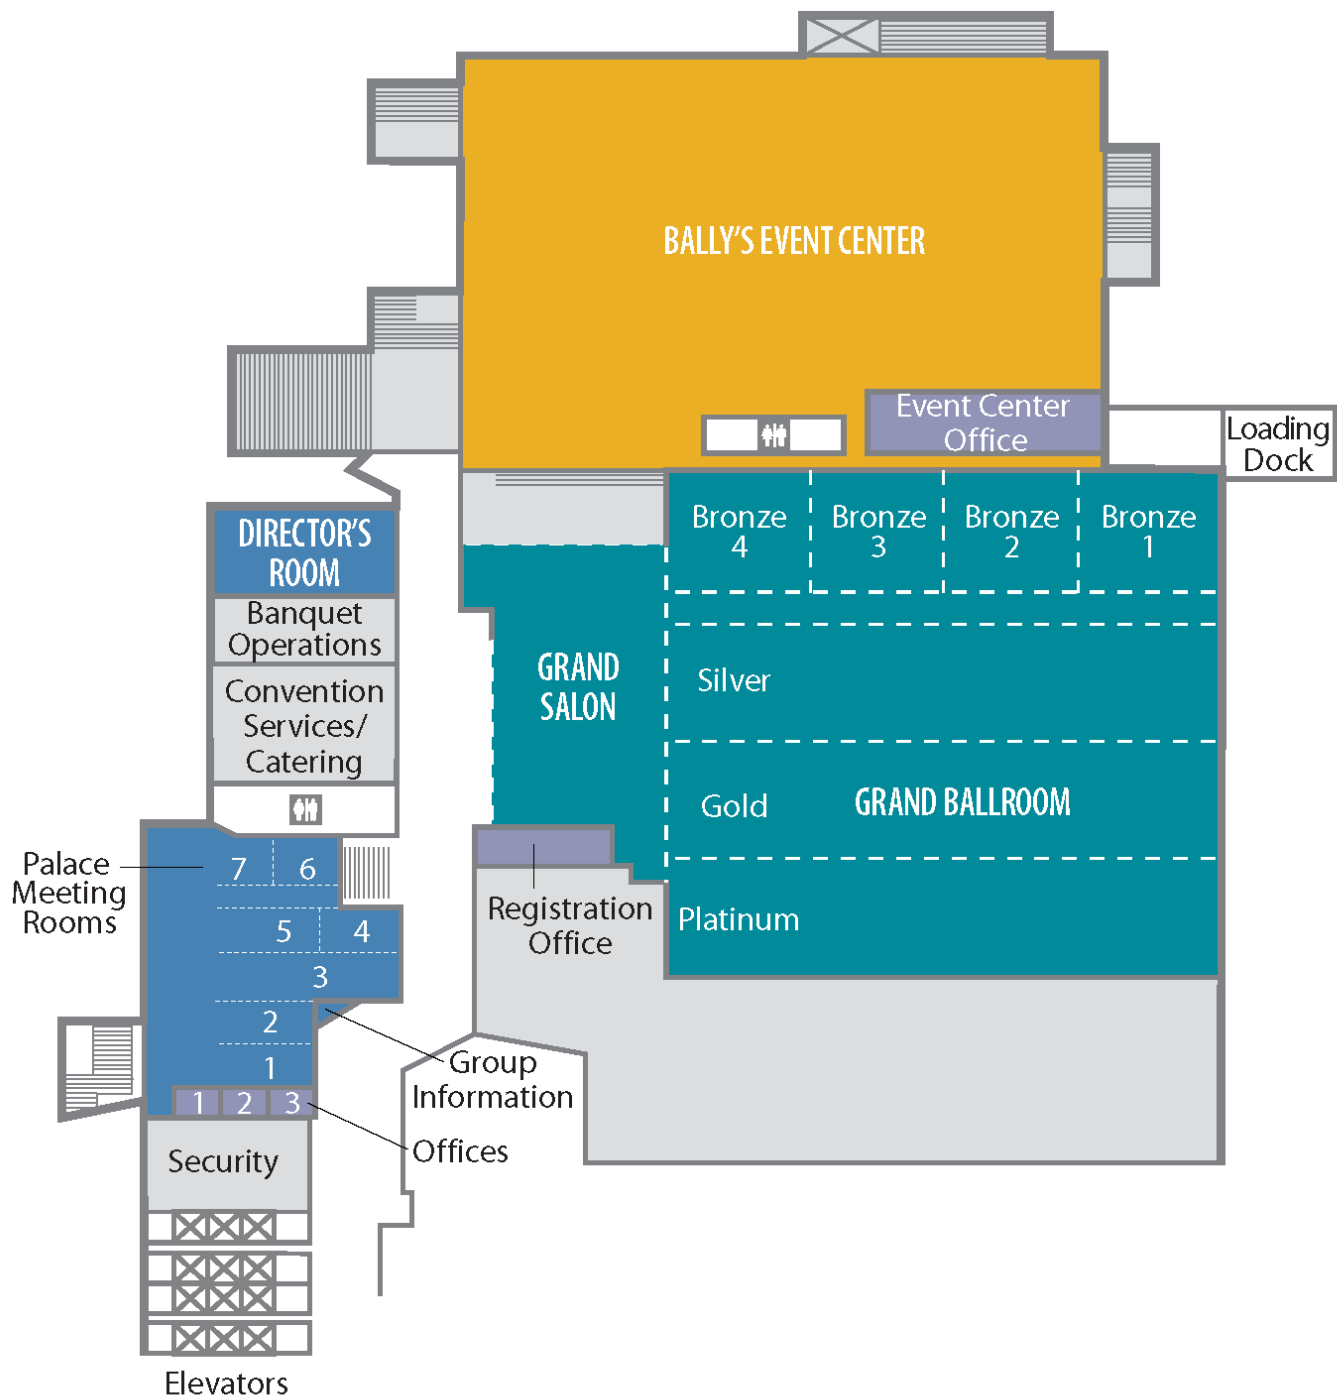 BALLY'S EVENT CENTER
Event Center
Office
Loading
Dock
DIRECTOR'S
ROOM
Banquet
Operations
Convention
Services/
Catering
Bronze
4
Bronze
3
Bronze
2
Bronze
1
GRAND
SALON
Silver
Gold
GRAND BALLROOM
Platinum
Registration
Office
Palace
Meeting
Rooms
7
6
5
4
3
2
1
Group
Information
1
2
3
Offices
Security
Elevators